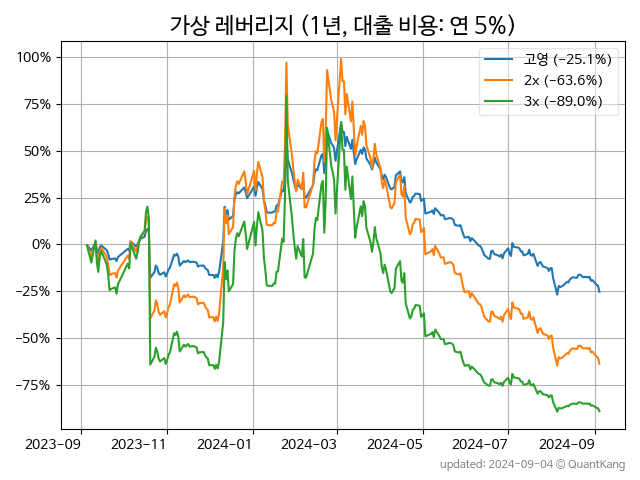 가상 레버리지 (1년, 대출 비용: 연 5%)
고영 (−25.1%)
2x (−63.6%)
3x (−89.0%)
100%
75%
50%
25%
0%
−25%
−50%
−75%
2023-09 2023-11 2024-01 2024-03 2024-05 2024-07 2024-09
updated: 2024-09-04 © QuantKang